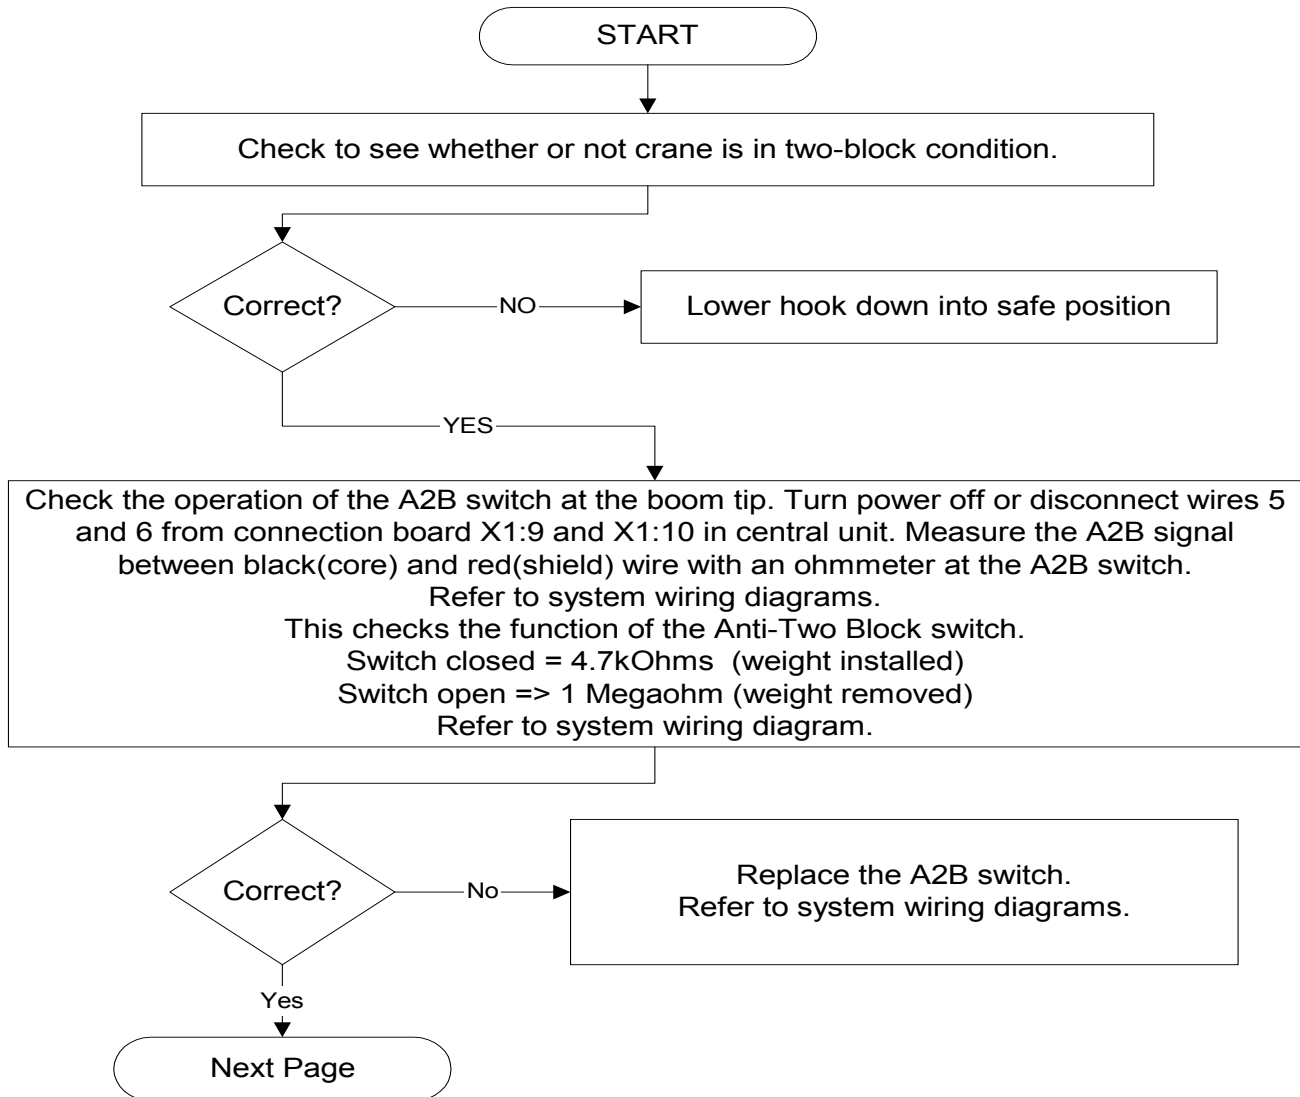 START
Check to see whether or not crane is in two-block condition.
Correct?
NO
Lower hook down into safe position
YES
Check the operation of the A2B switch at the boom tip. Turn power off or disconnect wires 5
and 6 from connection board X1:9 and X1:10 in central unit. Measure the A2B signal
between black(core) and red(shield) wire with an ohmmeter at the A2B switch.
Refer to system wiring diagrams.
This checks the function of the Anti-Two Block switch.
Switch closed = 4.7kOhms  (weight installed)
Switch open => 1 Megaohm (weight removed)
Refer to system wiring diagram.
Correct?
No
Replace the A2B switch.
Refer to system wiring diagrams.
Yes
Next Page